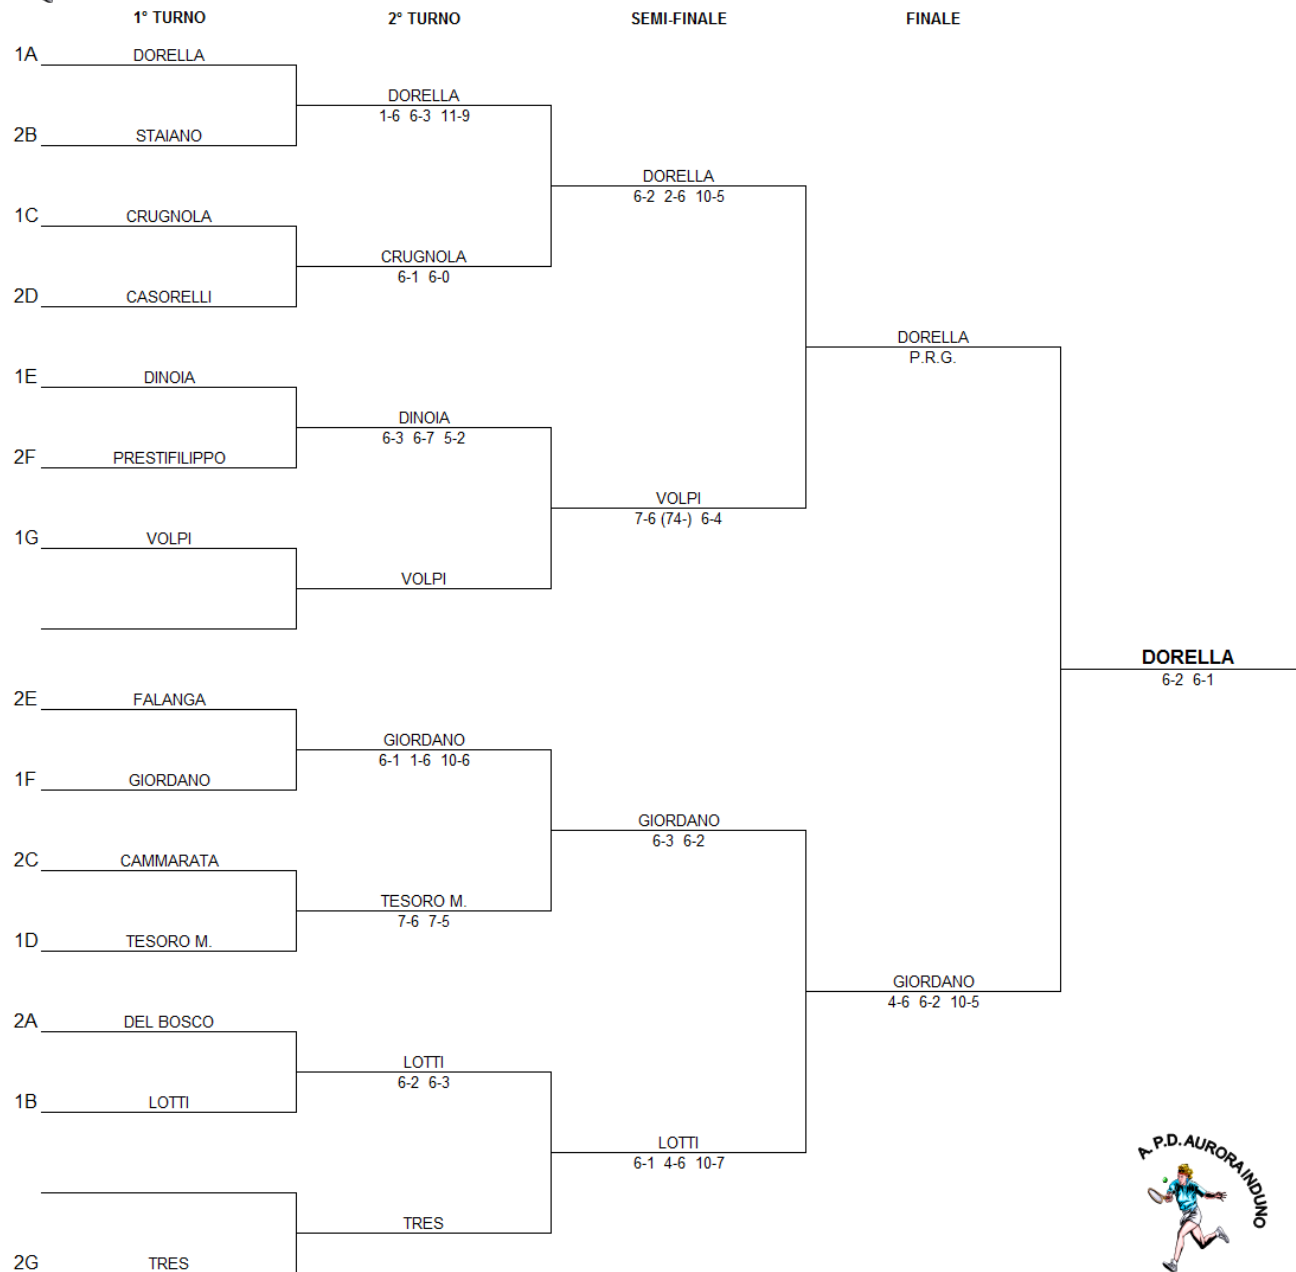 1° TURNO 2° TURNO SEMI-FINALE FINALE
1A DORELLA
DORELLA
1-6 6-3 11-9
2B STAIANO
DORELLA
6-2 2-6 10-5
1C CRUGNOLA
CRUGNOLA
6-1 6-0
2D CASORELLI
DORELLA
P.R.G.
1E DINOIA
DINOIA
6-3 6-7 5-2
2F PRESTIFILIPPO
VOLPI
7-6 (74-) 6-4
1G VOLPI
VOLPI
DORELLA
6-2 6-1
2E FALANGA
GIORDANO
6-1 1-6 10-6
1F GIORDANO
GIORDANO
6-3 6-2
2C CAMMARATA
TESORO M.
7-6 7-5
1D TESORO M.
GIORDANO
4-6 6-2 10-5
2A DEL BOSCO
LOTTI
6-2 6-3
1B LOTTI
LOTTI
6-1 4-6 10-7
A. P.D. AURORA INDUNO
TRES
2G TRES